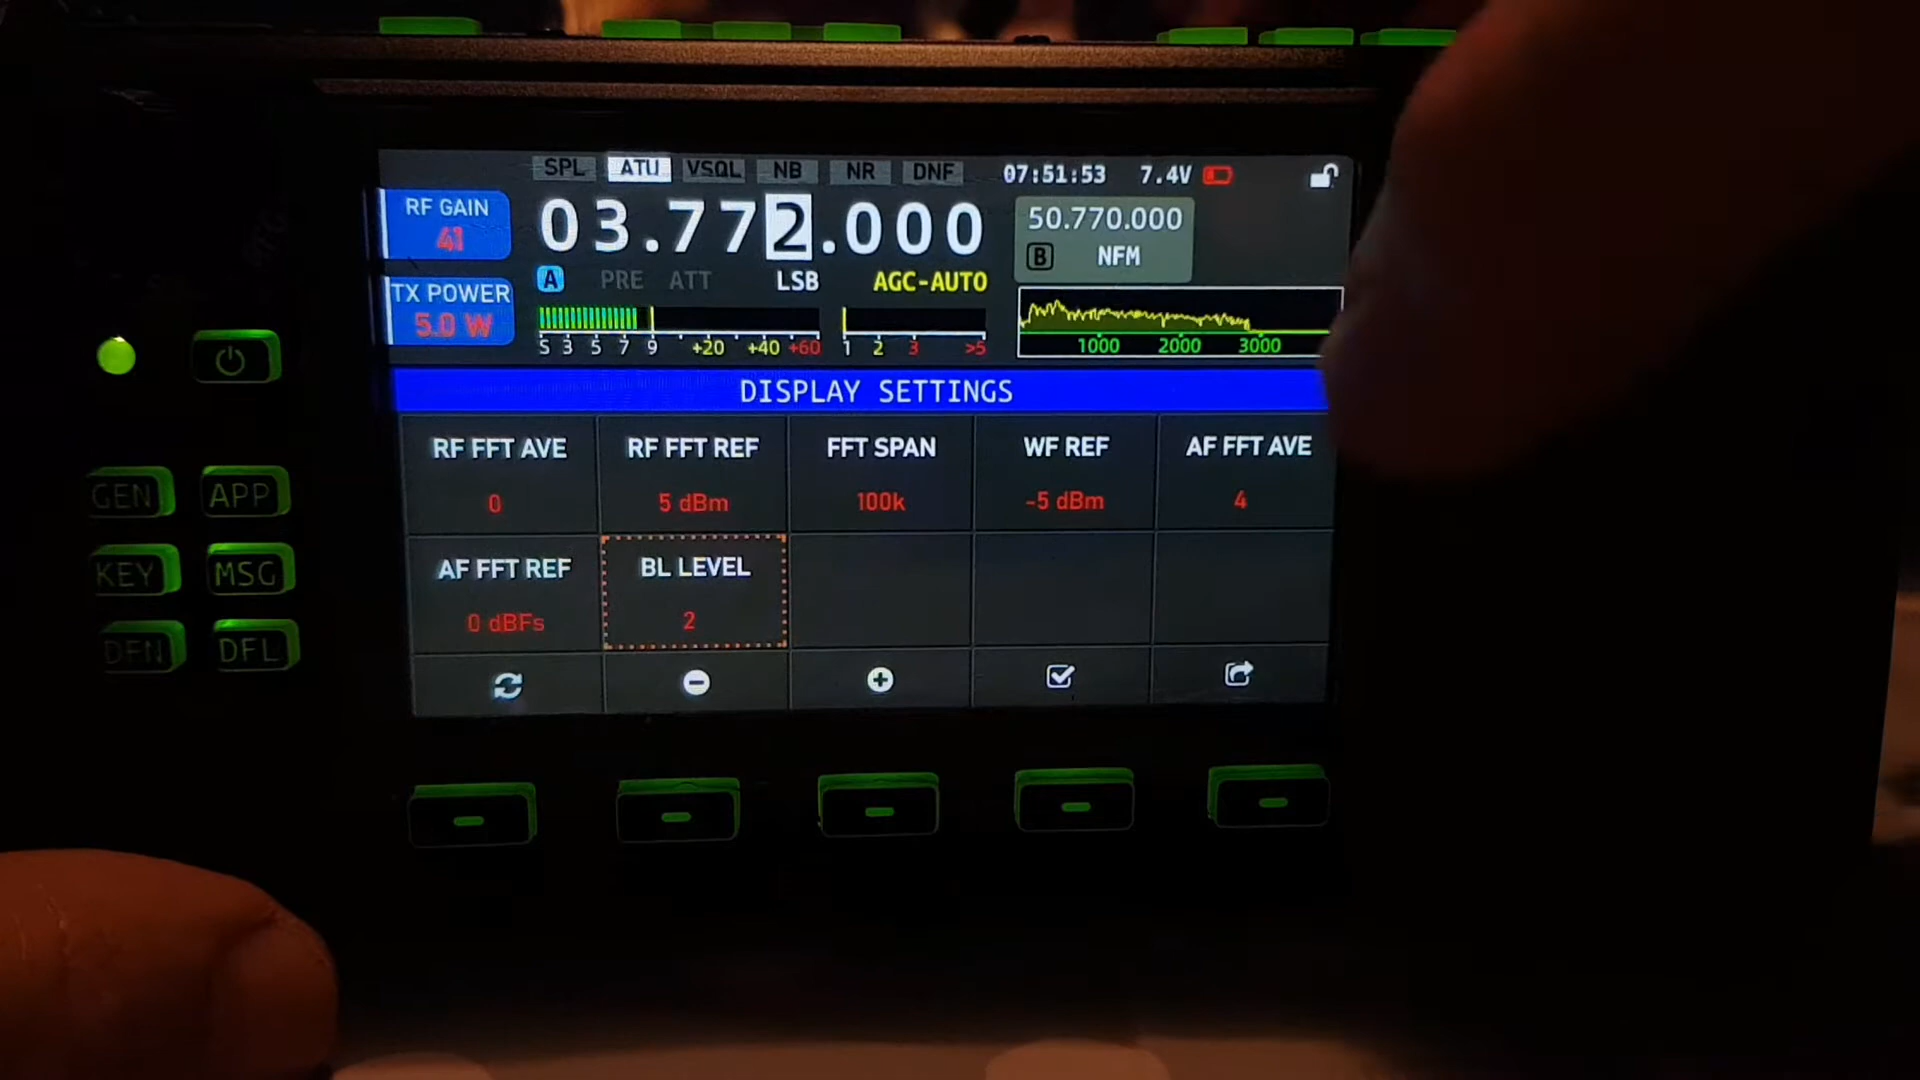 SPL ATU VSQL NB NR DNF 07:51:53 7.4V
RF GAIN
41
03.772.000
50.770.000
B NFM
TX POWER
5.0 W
A PRE ATT LSB AGC-AUTO
S 3 5 7 9 +20 +40 +60 1 2 3 >5
1000 2000 3000
DISPLAY SETTINGS
RF FFT AVE RF FFT REF FFT SPAN WF REF AF FFT AVE
0 5 dBm 100k -5 dBm 4
AF FFT REF BL LEVEL
0 dBFs 2
GEN APP
KEY MSG
DFN DFL